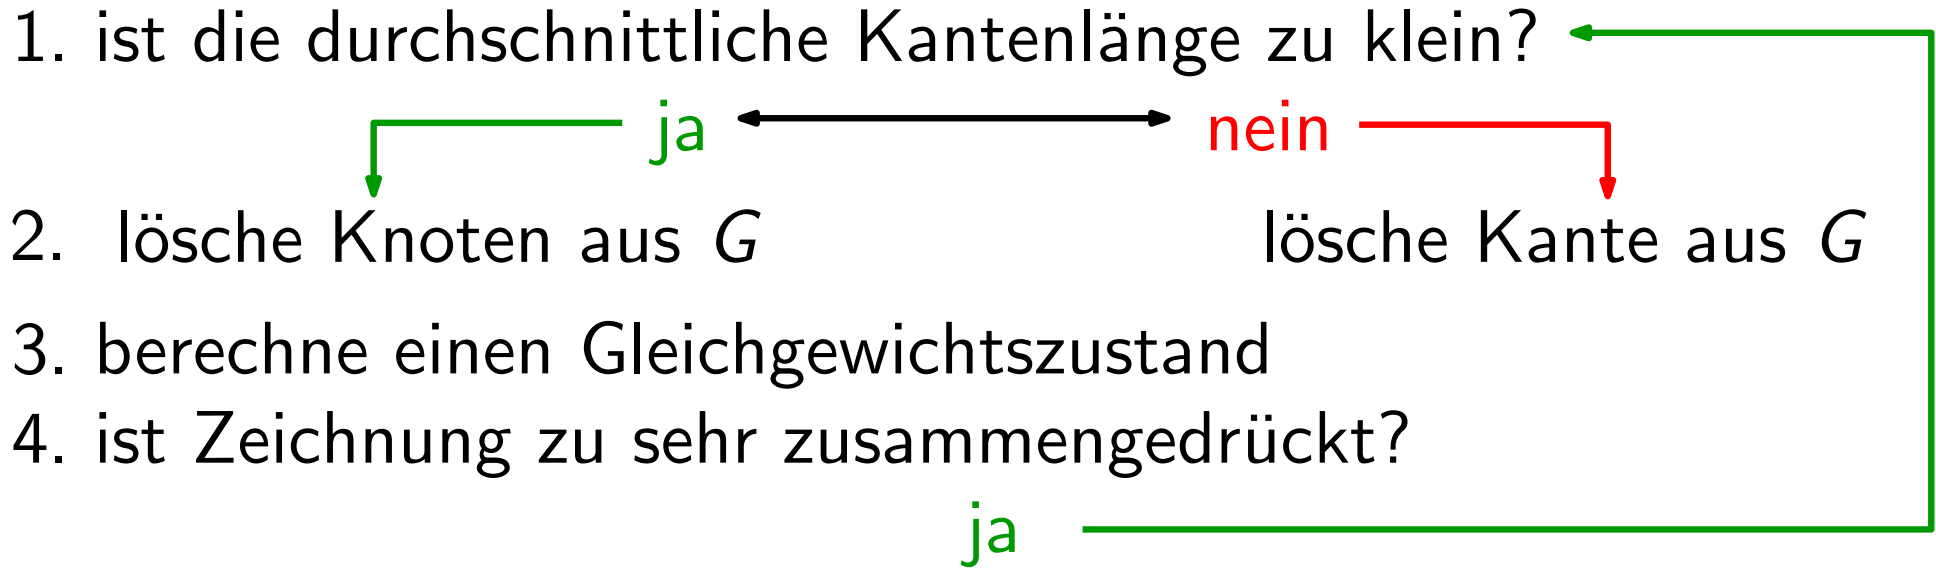 1. ist die durchschnittliche Kantenlänge zu klein?
ja nein
2. lösche Knoten aus G lösche Kante aus G
3. berechne einen Gleichgewichtszustand
4. ist Zeichnung zu sehr zusammengedrückt?
ja